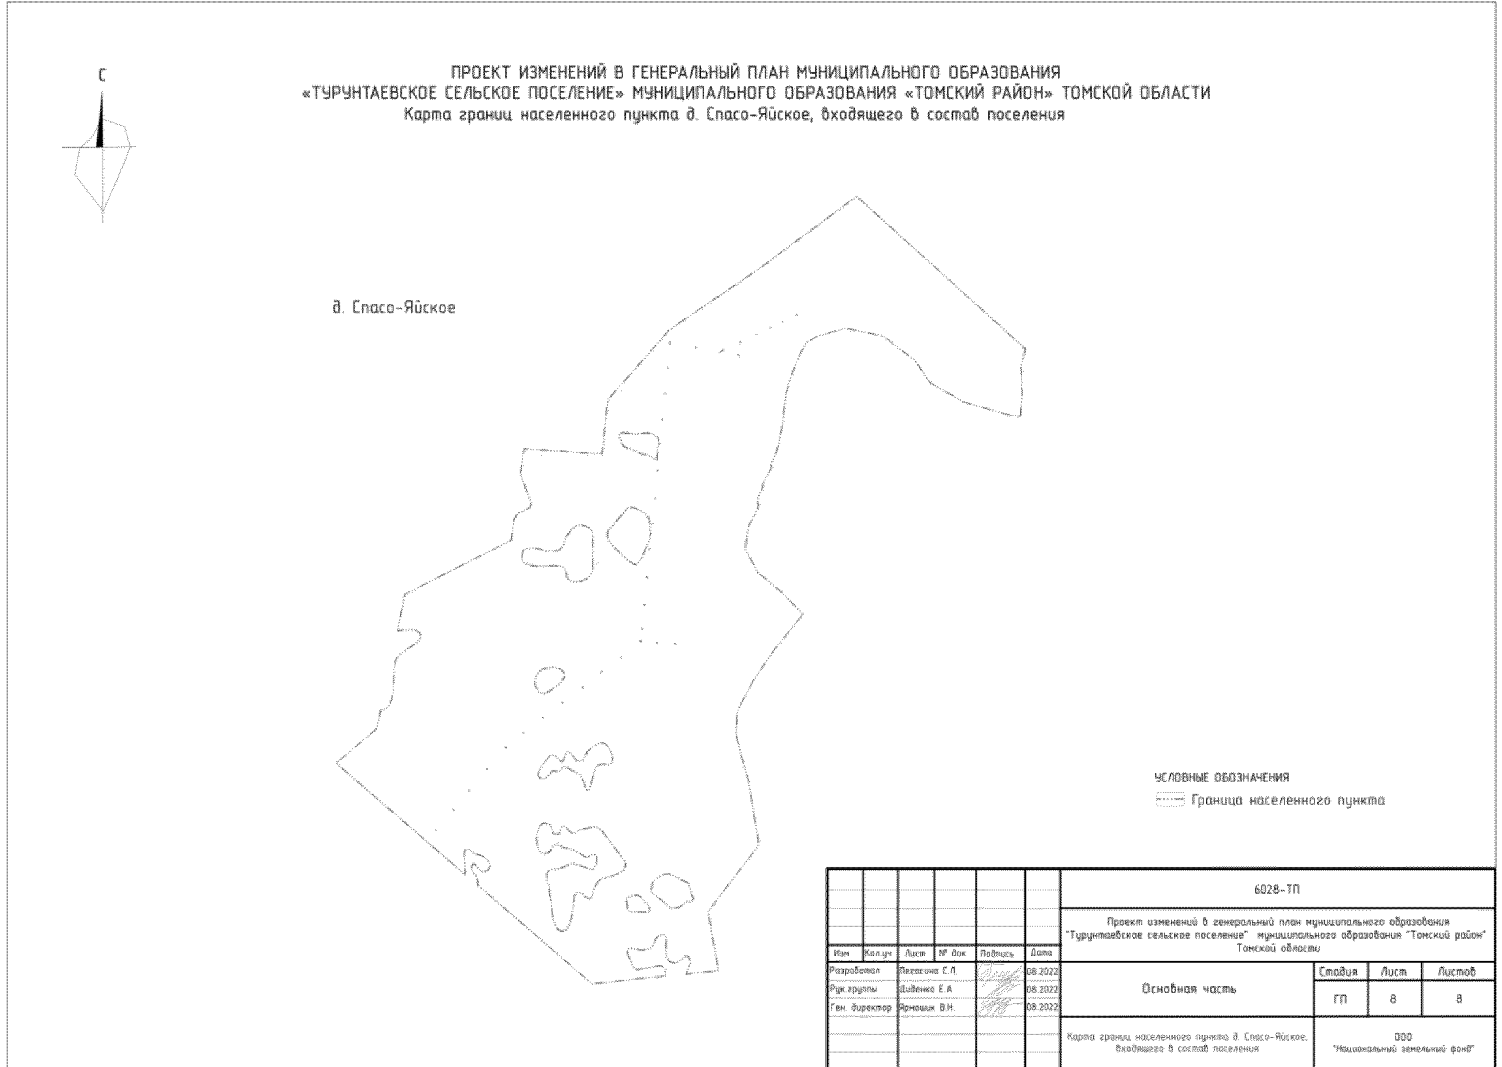 С
ПРОЕКТ ИЗМЕНЕНИЙ В ГЕНЕРАЛЬНЫЙ ПЛАН МУНИЦИПАЛЬНОГО ОБРАЗОВАНИЯ
«ТУРУНТАЕВСКОЕ СЕЛЬСКОЕ ПОСЕЛЕНИЕ» МУНИЦИПАЛЬНОГО ОБРАЗОВАНИЯ «ТОМСКИЙ РАЙОН» ТОМСКОЙ ОБЛАСТИ
Карта границ населенного пункта д. Спасо-Яйское, входящего в состав поселения
д. Спасо-Яйское
УСЛОВНЫЕ ОБОЗНАЧЕНИЯ
Граница населенного пункта
6028-ТП
Проект изменений в генеральный план муниципального образования
"Турунтаевское сельское поселение" муниципального образования "Томский район"
Томской области
Изм Кол.уч Лист № док Подпись Дата
Разработал Е.Л. 08.2022
Рук.группы Диденко Е.А 08.2022
Ген. директор Ярмошик В.Н. 08.2022
Основная часть
Стадия Лист Листов
ГП 8 8
Карта границ населенного пункта д. Спасо-Яйское,
входящего в состав поселения
ООО
"Национальный земельный фонд"